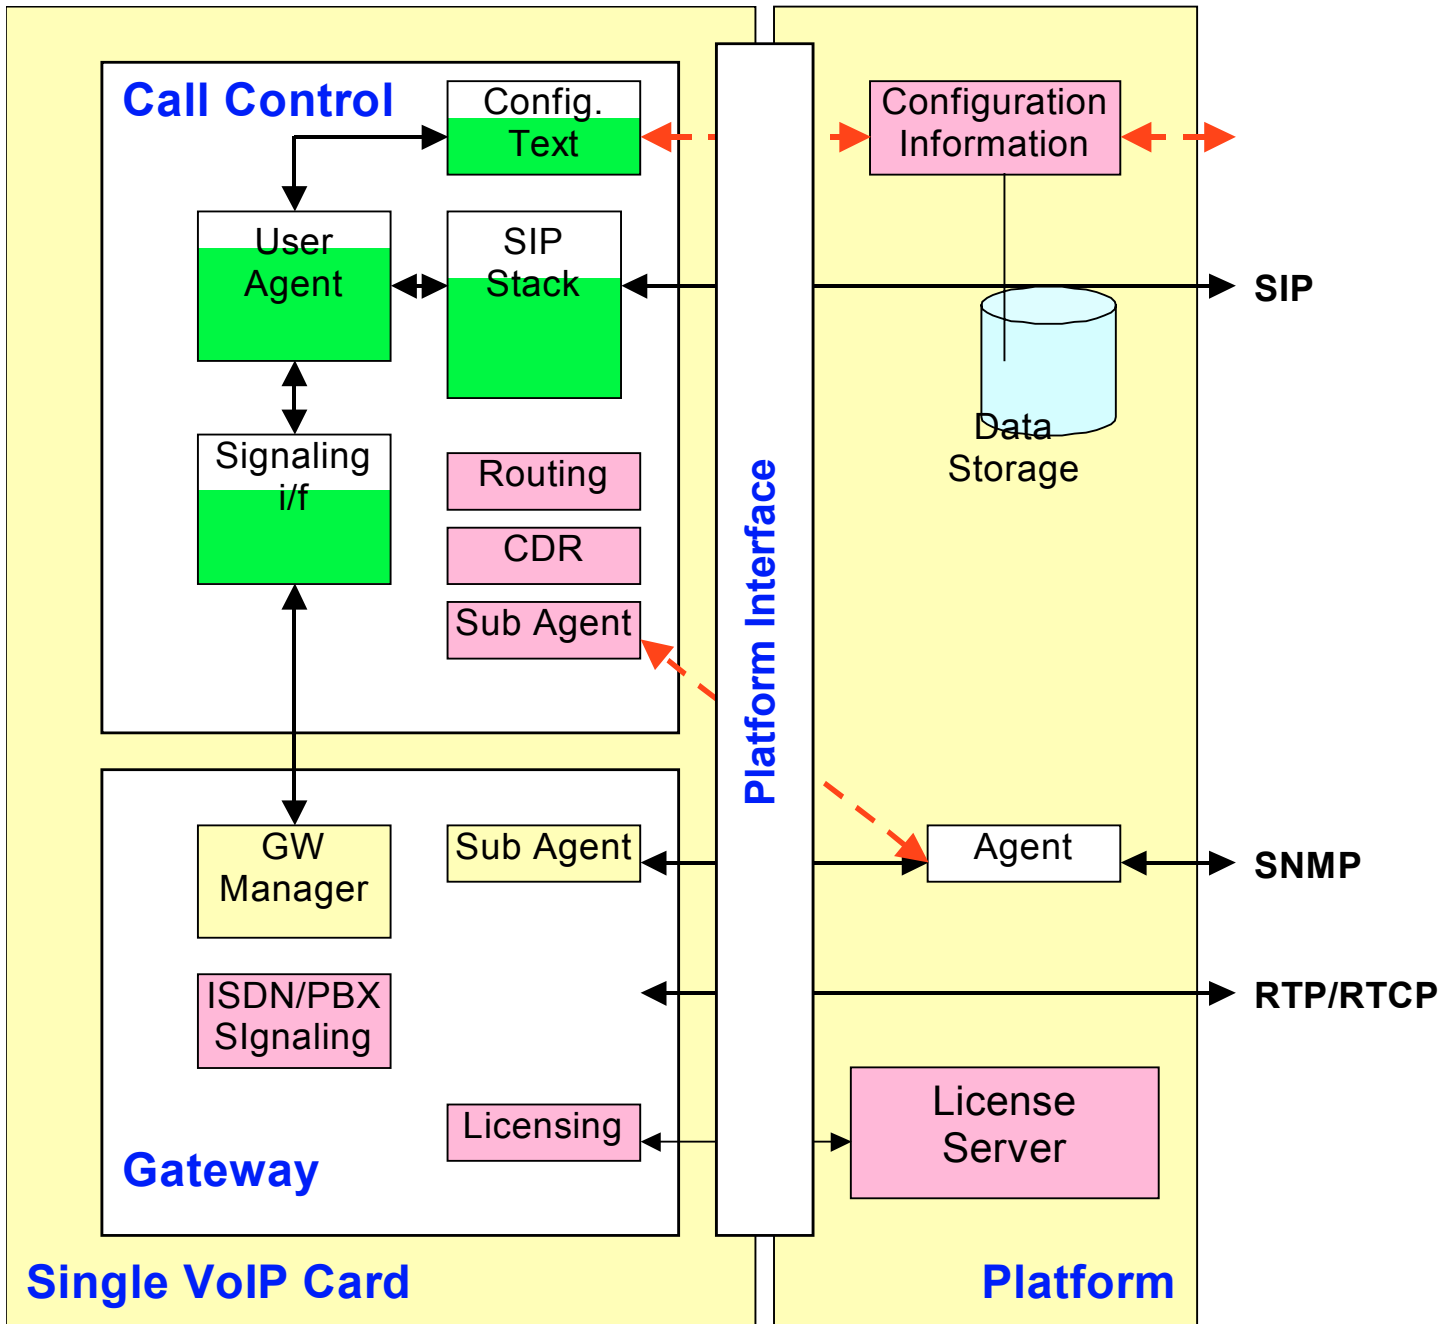 Call Control
Config.
Text
Configuration
Information
User
Agent
SIP
Stack
SIP
Data
Storage
Signaling
i/f
Routing
CDR
Sub Agent
Platform Interface
GW
Manager
Sub Agent
Agent
SNMP
ISDN/PBX
SIgnaling
RTP/RTCP
Licensing
License
Server
Gateway
Single VoIP Card
Platform